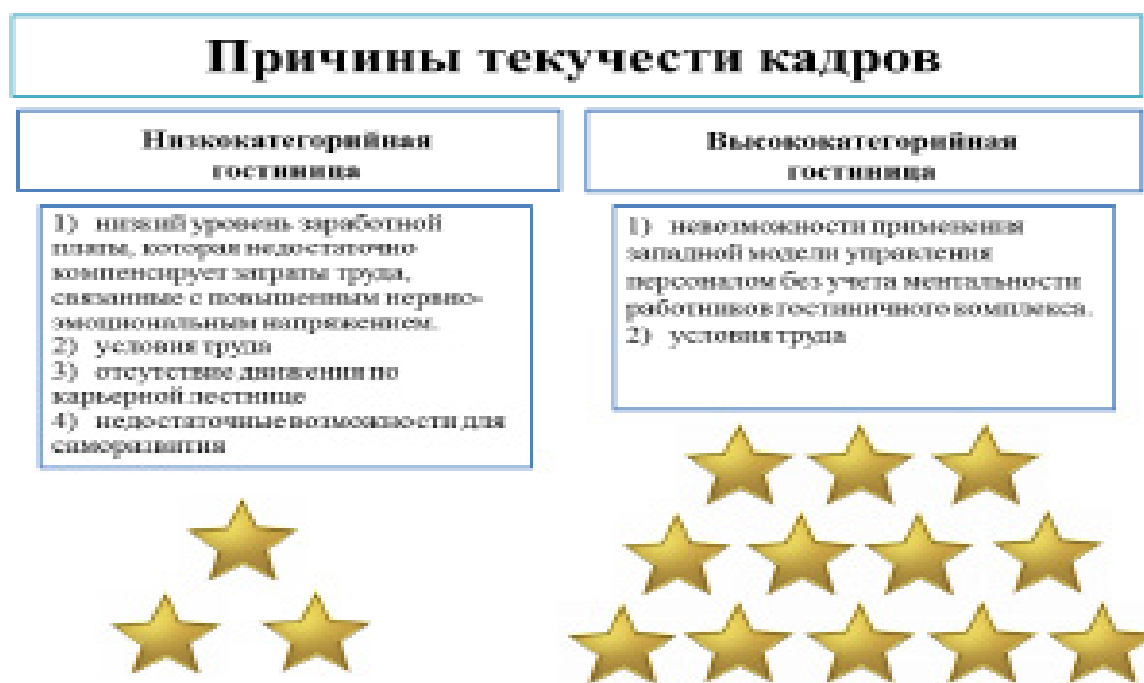 Причины текучести кадров
Низкокатегорийная
гостиница
1) низкий уровень заработной
платы, которая недостаточно
компенсирует затраты труда,
связанные с повышенным нервно-
эмоциональным напряжением.
2) условия труда
3) отсутствие движения по
карьерной лестнице
4) недостаточные возможности для
саморазвития
Высококатегорийная
гостиница
1) невозможности применения
западной модели управления
персоналом без учета ментальности
работников гостиничного комплекса.
2) условия труда